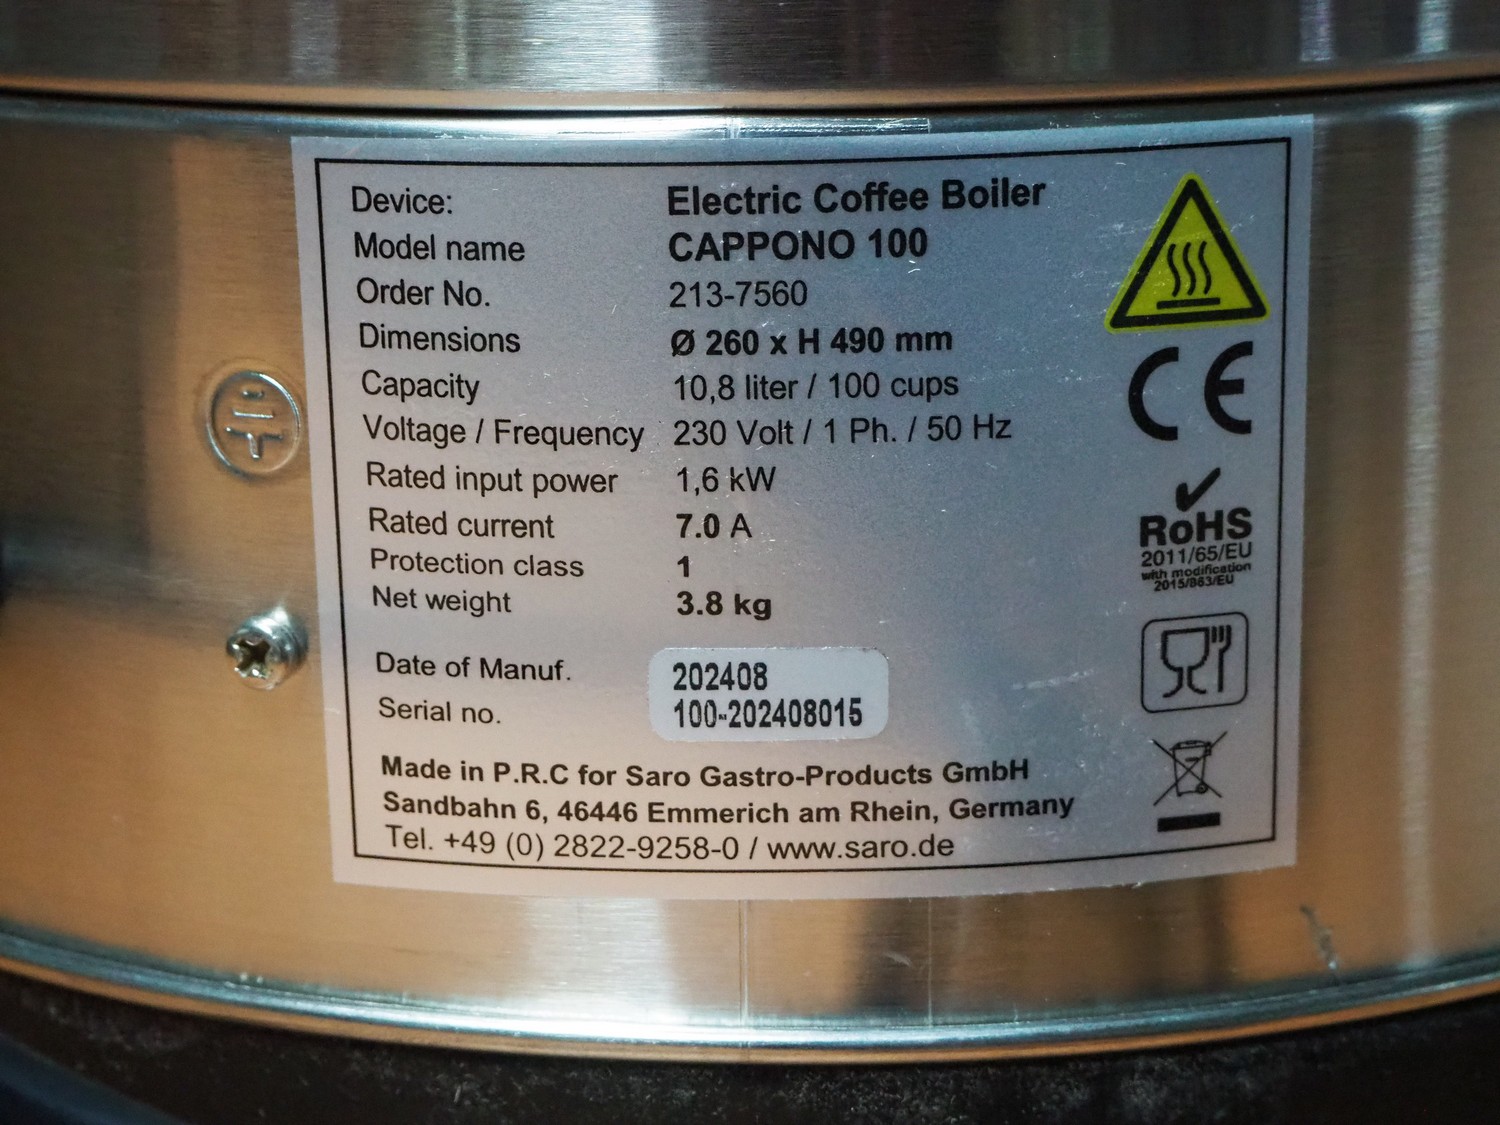 Device: Electric Coffee Boiler
Model name CAPPONO 100
Order No. 213-7560
Dimensions Ø 260 x H 490 mm
Capacity 10,8 liter / 100 cups
Voltage / Frequency 230 Volt / 1 Ph. / 50 Hz
Rated input power 1,6 kW
Rated current 7.0 A
Protection class 1
Net weight 3.8 kg
Date of Manuf. 202408
Serial no. 100-202408015
Made in P.R.C for Saro Gastro-Products GmbH
Sandbahn 6, 46446 Emmerich am Rhein, Germany
Tel. +49 (0) 2822-9258-0 / www.saro.de
CE
RoHS
2011/65/EU
with modification
2015/863/EU